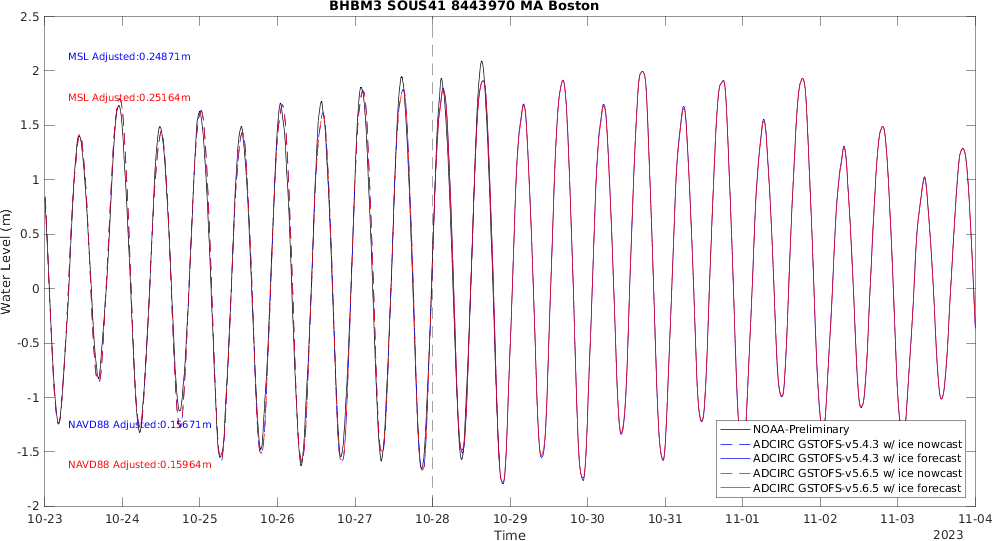 BHBM3 SOUS41 8443970 MA Boston
2.5
2
1.5
1
0.5
0
-0.5
-1
-1.5
-2
Water Level (m)
MSL Adjusted:0.24871m
MSL Adjusted:0.25164m
NAVD88 Adjusted:0.15671m
NAVD88 Adjusted:0.15964m
NOAA-Preliminary
ADCIRC GSTOFS-v5.4.3 w/ ice nowcast
ADCIRC GSTOFS-v5.4.3 w/ ice forecast
ADCIRC GSTOFS-v5.6.5 w/ ice nowcast
ADCIRC GSTOFS-v5.6.5 w/ ice forecast
10-23 10-24 10-25 10-26 10-27 10-28 10-29 10-30 10-31 11-01 11-02 11-03 11-04
Time
2023